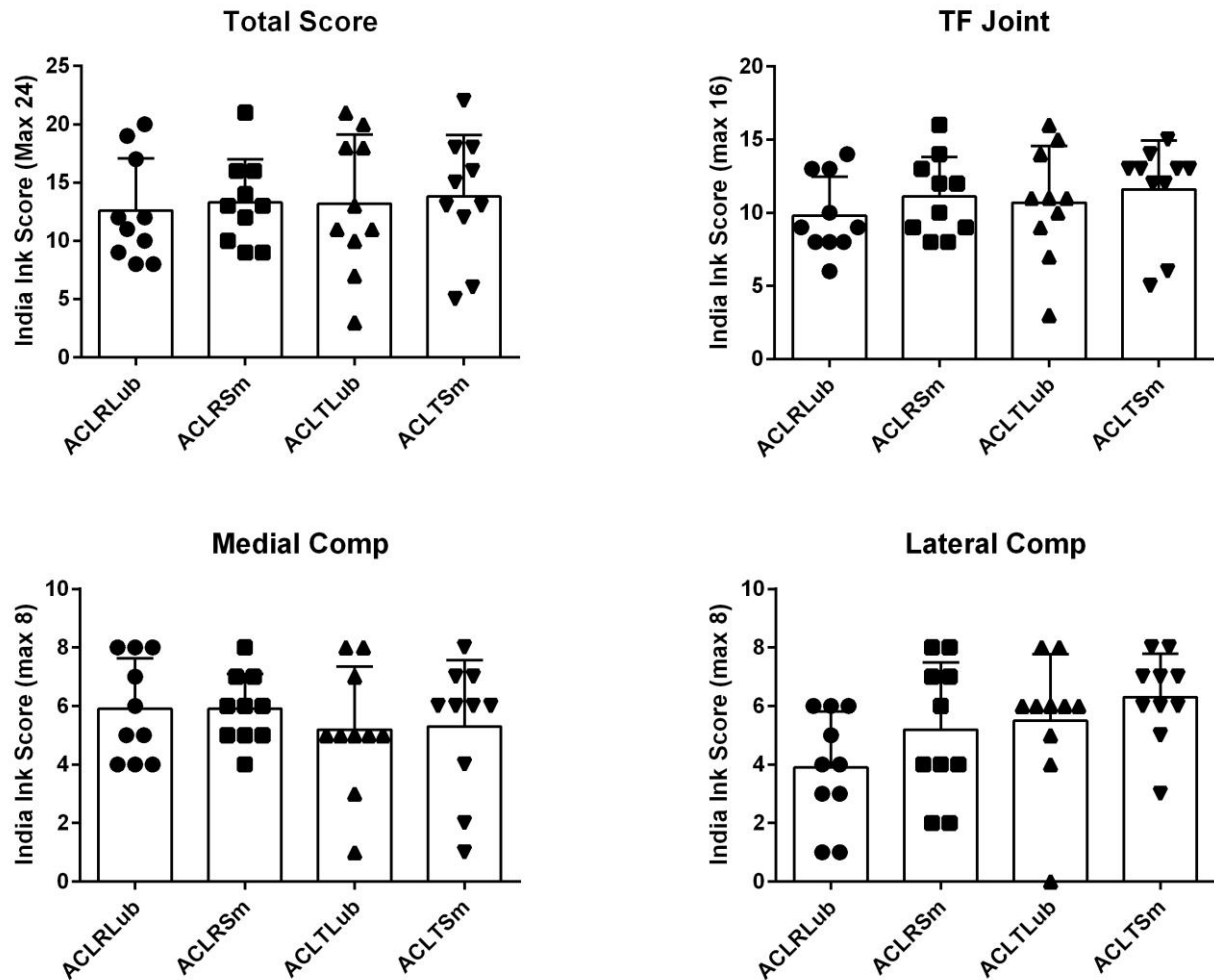 Total Score
India Ink Score (Max 24)
25
20
15
10
5
0
ACLRLub
ACLRSm
ACLTLub
ACLTSm
TF Joint
India Ink Score (max 16)
20
15
10
5
0
ACLRLub
ACLRSm
ACLTLub
ACLTSm
Medial Comp
India Ink Score (max 8)
10
8
6
4
2
0
ACLRLub
ACLRSm
ACLTLub
ACLTSm
Lateral Comp
India Ink Score (max 8)
10
8
6
4
2
0
ACLRLub
ACLRSm
ACLTLub
ACLTSm